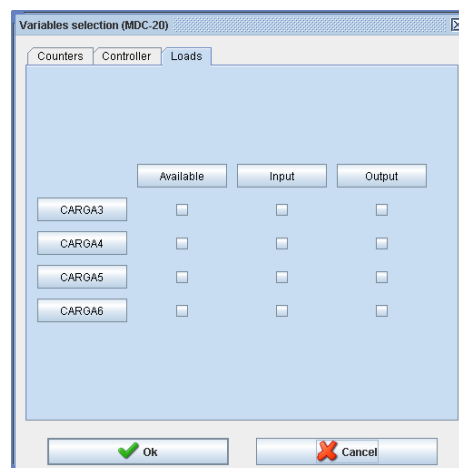 Variables selection (MDC-20)
Counters Controller Loads
Available Input Output
CARGA3
CARGA4
CARGA5
CARGA6
Ok Cancel